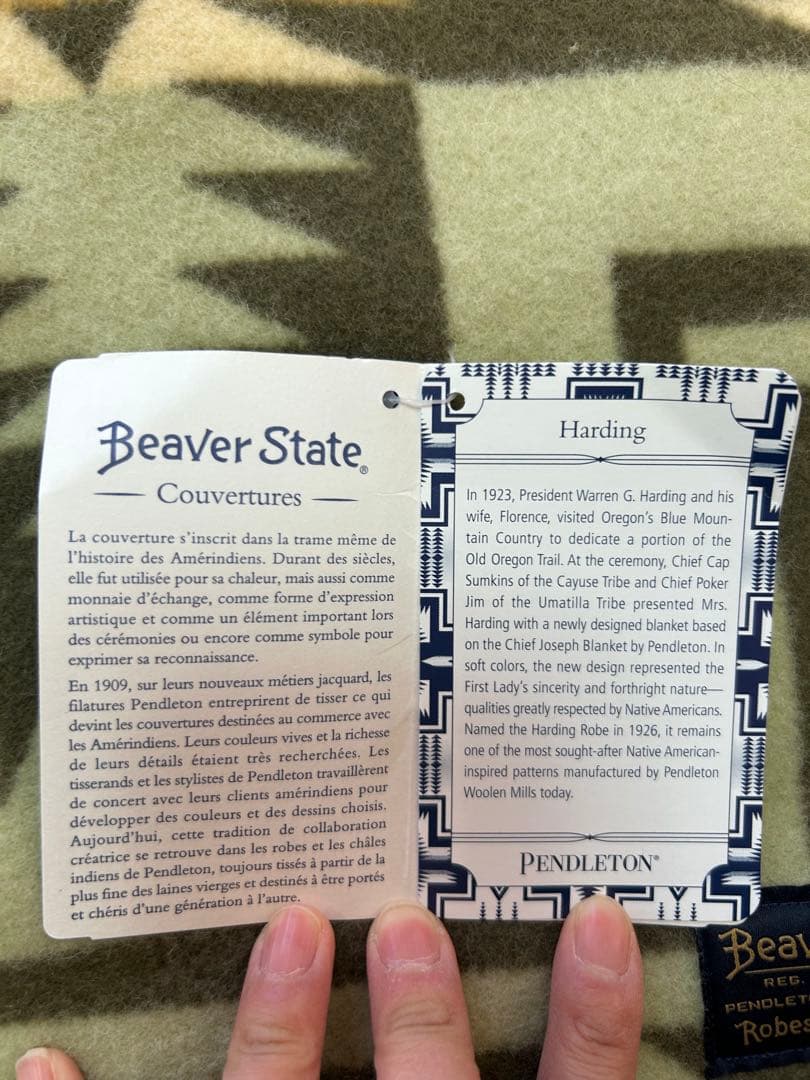 Beaver State®
Couvertures
La couverture s'inscrit dans la trame même de
l'histoire des Amérindiens. Durant des siècles,
elle fut utilisée pour sa chaleur, mais aussi comme
monnaie d'échange, comme forme d'expression
artistique et comme un élément important lors
des cérémonies ou encore comme symbole pour
exprimer sa reconnaissance.
En 1909, sur leurs nouveaux métiers jacquard, les
filatures Pendleton entreprirent de tisser ce qui
devint les couvertures destinées au commerce avec
les Amérindiens. Leurs couleurs vives et la richesse
de leurs détails étaient très recherchées. Les
tisserands et les stylistes de Pendleton travaillèrent
de concert avec leurs clients amérindiens pour
développer des couleurs et des dessins choisis.
Aujourd'hui, cette tradition de collaboration
créatrice se retrouve dans les robes et les châles
indiens de Pendleton, toujours tissés à partir de la
plus fine des laines vierges et destinés à être portés
et chéris d'une génération à l'autre.
Harding
In 1923, President Warren G. Harding and his
wife, Florence, visited Oregon's Blue Moun-
tain Country to dedicate a portion of the
Old Oregon Trail. At the ceremony, Chief Cap
Sumkins of the Cayuse Tribe and Chief Poker
Jim of the Umatilla Tribe presented Mrs.
Harding with a newly designed blanket based
on the Chief Joseph Blanket by Pendleton. In
soft colors, the new design represented the
First Lady's sincerity and forthright nature—
qualities greatly respected by Native Americans.
Named the Harding Robe in 1926, it remains
one of the most sought-after Native American-
inspired patterns manufactured by Pendleton
Woolen Mills today.
PENDLETON®
Beav
REG.
PENDLET
Robes